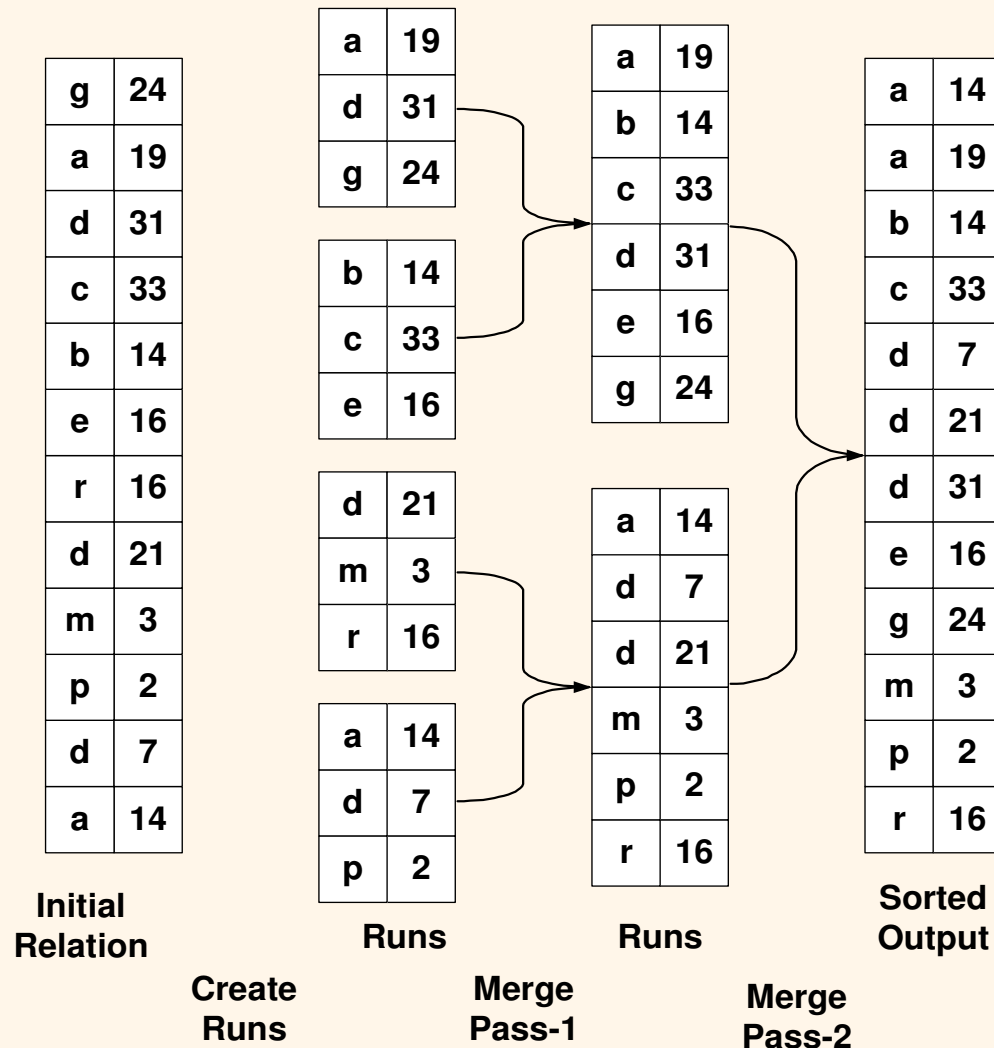 g 24
a 19
d 31
c 33
b 14
e 16
r 16
d 21
m 3
p 2
d 7
a 14
Initial
Relation
Create
Runs
a 19
d 31
g 24
b 14
c 33
e 16
d 21
m 3
r 16
a 14
d 7
p 2
Runs
Merge
Pass-1
a 19
b 14
c 33
d 31
e 16
g 24
a 14
d 7
d 21
m 3
p 2
r 16
Runs
Merge
Pass-2
a 14
a 19
b 14
c 33
d 7
d 21
d 31
e 16
g 24
m 3
p 2
r 16
Sorted
Output